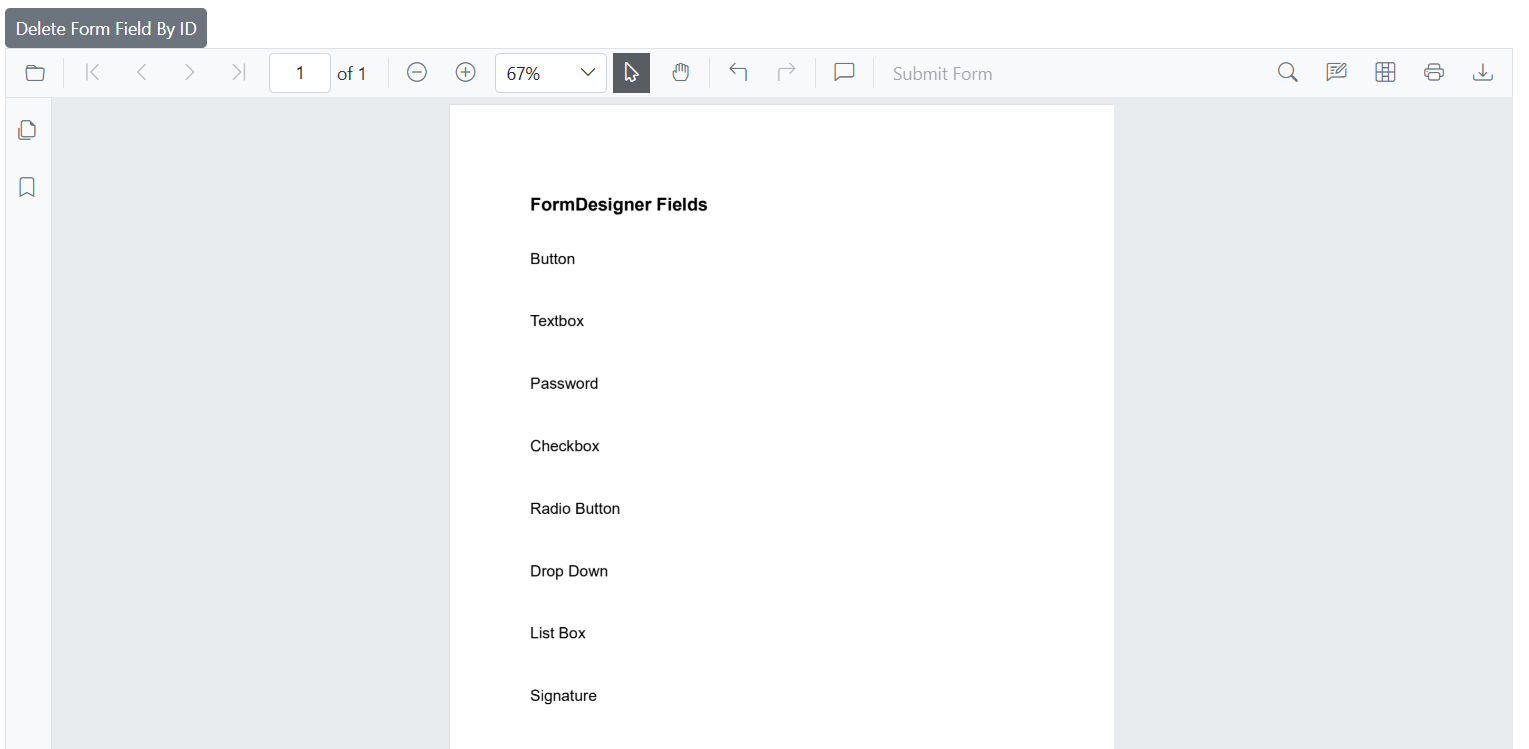 Delete Form Field By ID
1 of 1 67% Submit Form
FormDesigner Fields
Button
Textbox
Password
Checkbox
Radio Button
Drop Down
List Box
Signature